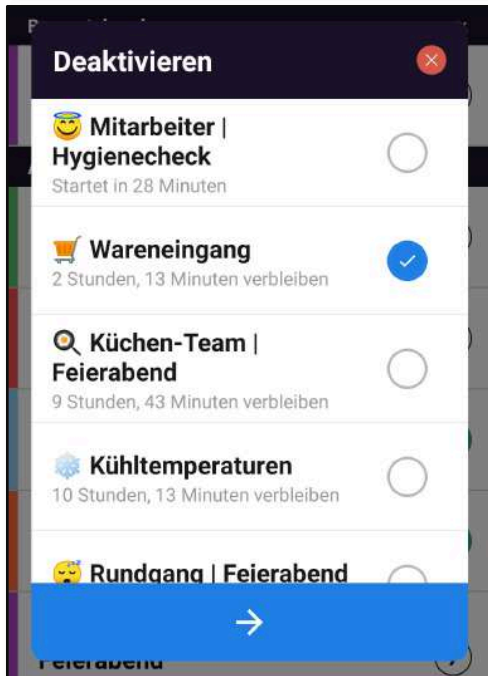 Deaktivieren
Mitarbeiter |
Hygienecheck
Startet in 28 Minuten
Wareneingang
2 Stunden, 13 Minuten verbleiben
Küchen-Team |
Feierabend
9 Stunden, 43 Minuten verbleiben
Kühltemperaturen
10 Stunden, 13 Minuten verbleiben
Rundgang | Feierabend
Feierabend